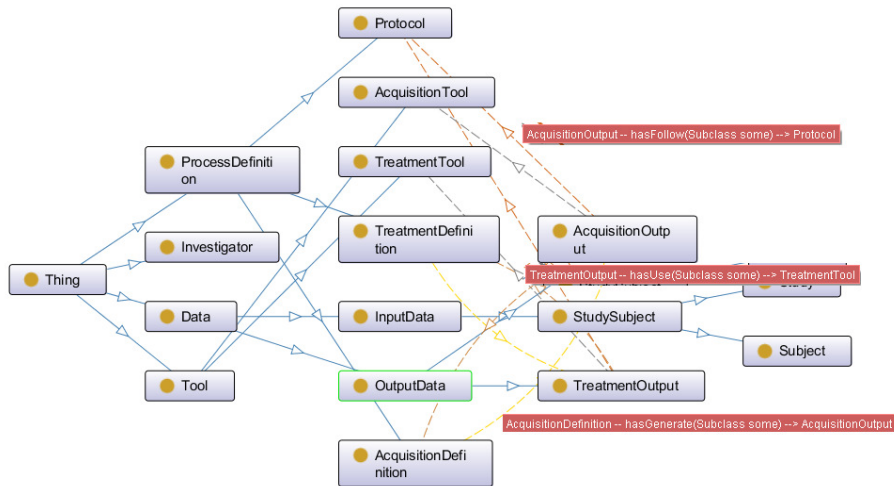 Protocol
AcquisitionTool
AcquisitionOutput -- hasFollow(Subclass some) --> Protocol
ProcessDefiniti
on
TreatmentTool
Investigator
TreatmentDefini
tion
AcquisitionOutp
ut
Thing
TreatmentOutput -- hasUse(Subclass some) --> TreatmentTool
Study
Data
InputData
StudySubject
Subject
Tool
OutputData
TreatmentOutput
AcquisitionDefinition -- hasGenerate(Subclass some) --> AcquisitionOutput
AcquisitionDefi
nition